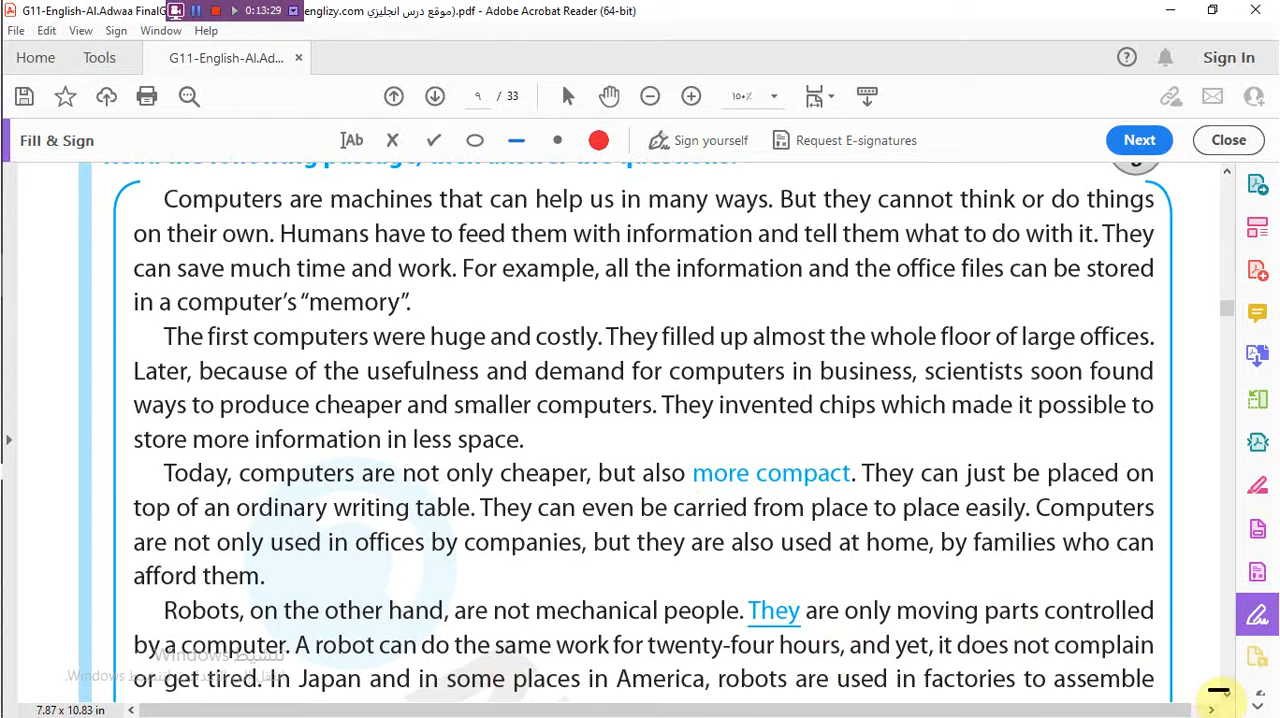 G11-English-Al.Adwaa FinalG
0:13:29
englizy.com موقع درس انجليزي).pdf - Adobe Acrobat Reader (64-bit)
File Edit View Sign Window Help
Home Tools G11-English-Al.Ad... × Sign In
٩ / 33 ١٥٠٪
Fill & Sign Ab Sign yourself Request E-signatures Next Close
Computers are machines that can help us in many ways. But they cannot think or do things
on their own. Humans have to feed them with information and tell them what to do with it. They
can save much time and work. For example, all the information and the office files can be stored
in a computer’s “memory”.
The first computers were huge and costly. They filled up almost the whole floor of large offices.
Later, because of the usefulness and demand for computers in business, scientists soon found
ways to produce cheaper and smaller computers. They invented chips which made it possible to
store more information in less space.
Today, computers are not only cheaper, but also more compact. They can just be placed on
top of an ordinary writing table. They can even be carried from place to place easily. Computers
are not only used in offices by companies, but they are also used at home, by families who can
afford them.
Robots, on the other hand, are not mechanical people. They are only moving parts controlled
by a computer. A robot can do the same work for twenty-four hours, and yet, it does not complain
تنشيط Windows
or get tired. In Japan and in some places in America, robots are used in factories to assemble
7.87 x 10.83 in